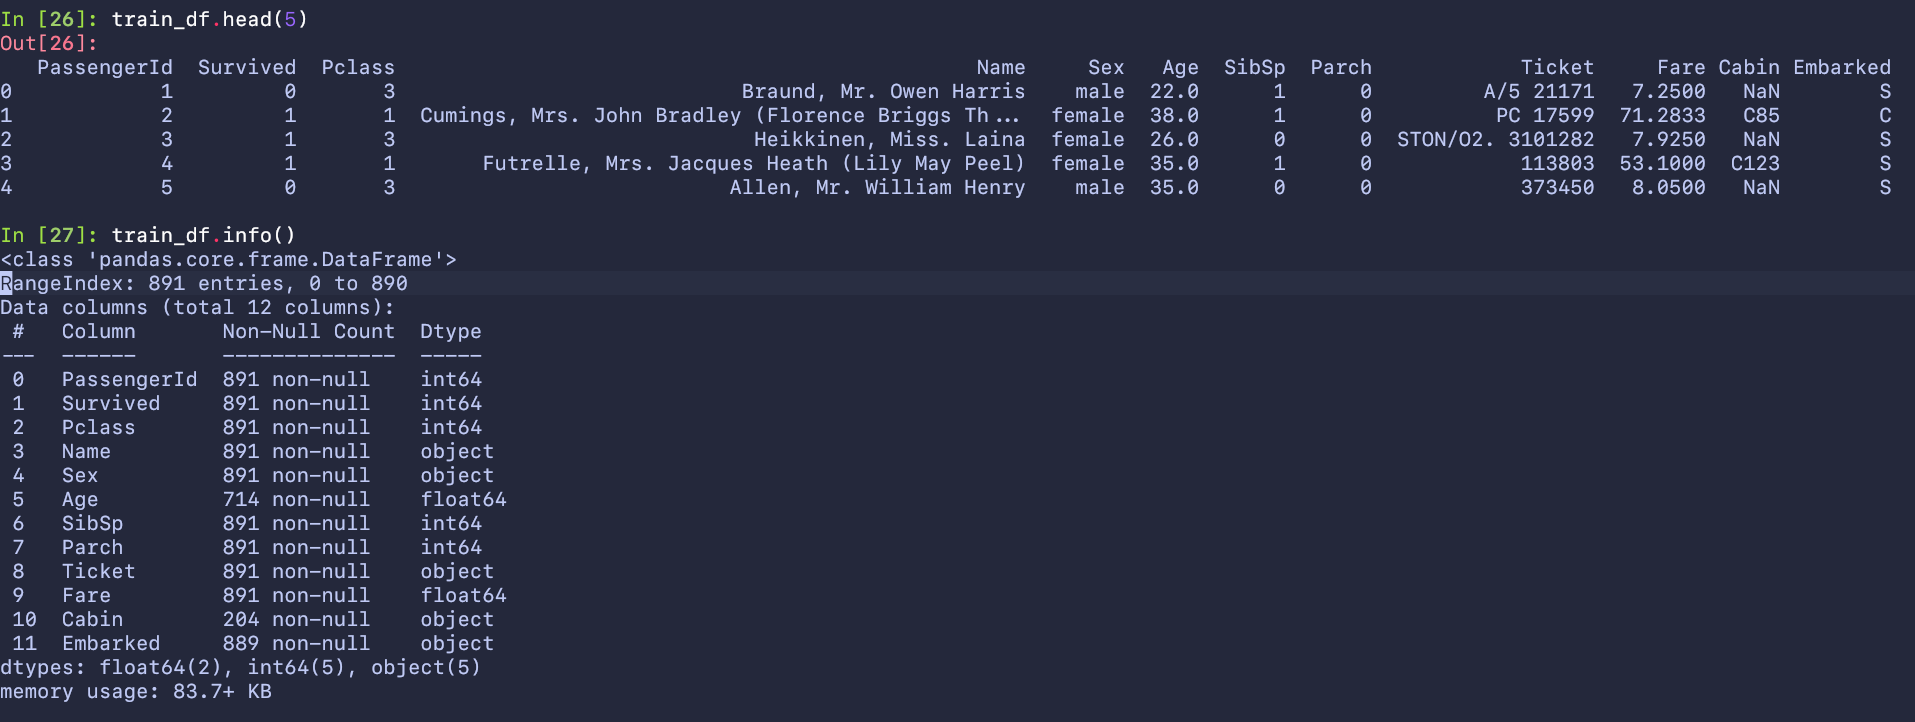 In [26]: train_df.head(5)
Out[26]:
   PassengerId  Survived  Pclass                                               Name     Sex   Age  SibSp  Parch            Ticket     Fare Cabin Embarked
0            1         0       3                            Braund, Mr. Owen Harris    male  22.0      1      0         A/5 21171   7.2500   NaN        S
1            2         1       1  Cumings, Mrs. John Bradley (Florence Briggs Th...  female  38.0      1      0          PC 17599  71.2833   C85        C
2            3         1       3                             Heikkinen, Miss. Laina  female  26.0      0      0  STON/O2. 3101282   7.9250   NaN        S
3            4         1       1       Futrelle, Mrs. Jacques Heath (Lily May Peel)  female  35.0      1      0            113803  53.1000  C123        S
4            5         0       3                           Allen, Mr. William Henry    male  35.0      0      0            373450   8.0500   NaN        S
In [27]: train_df.info()
<class 'pandas.core.frame.DataFrame'>
RangeIndex: 891 entries, 0 to 890
Data columns (total 12 columns):
 #   Column       Non-Null Count  Dtype
---  ------       --------------  -----
 0   PassengerId  891 non-null    int64
 1   Survived     891 non-null    int64
 2   Pclass       891 non-null    int64
 3   Name         891 non-null    object
 4   Sex          891 non-null    object
 5   Age          714 non-null    float64
 6   SibSp        891 non-null    int64
 7   Parch        891 non-null    int64
 8   Ticket       891 non-null    object
 9   Fare         891 non-null    float64
 10  Cabin        204 non-null    object
 11  Embarked     889 non-null    object
dtypes: float64(2), int64(5), object(5)
memory usage: 83.7+ KB